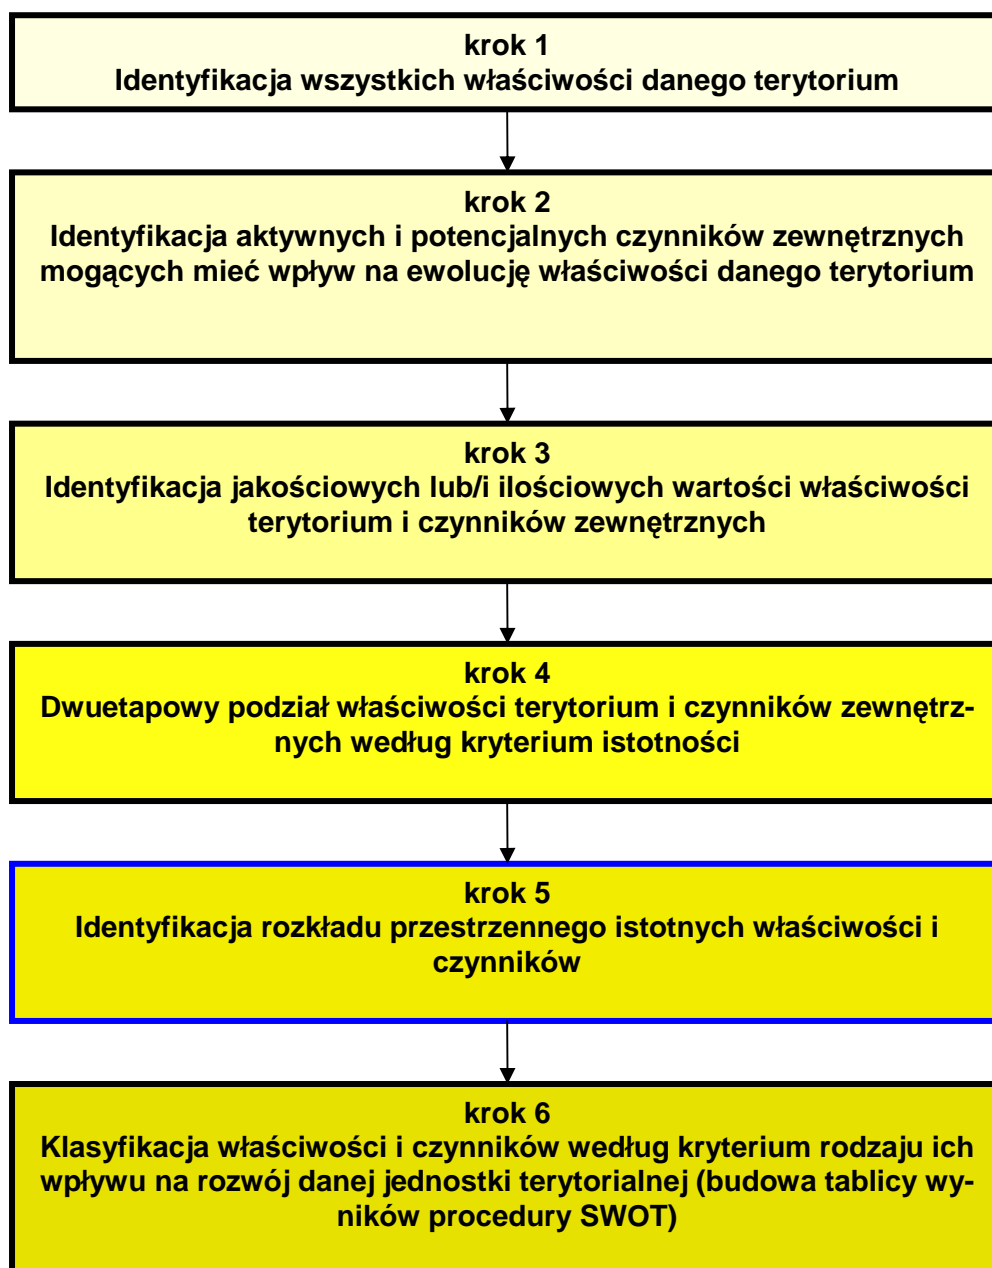 krok 1
Identyfikacja wszystkich właściwości danego terytorium
krok 2
Identyfikacja aktywnych i potencjalnych czynników zewnętrznych
mogących mieć wpływ na ewolucję właściwości danego terytorium
krok 3
Identyfikacja jakościowych lub/i ilościowych wartości właściwości
terytorium i czynników zewnętrznych
krok 4
Dwuetapowy podział właściwości terytorium i czynników zewnętrz-
nych według kryterium istotności
krok 5
Identyfikacja rozkładu przestrzennego istotnych właściwości i
czynników
krok 6
Klasyfikacja właściwości i czynników według kryterium rodzaju ich
wpływu na rozwój danej jednostki terytorialnej (budowa tablicy wy-
ników procedury SWOT)